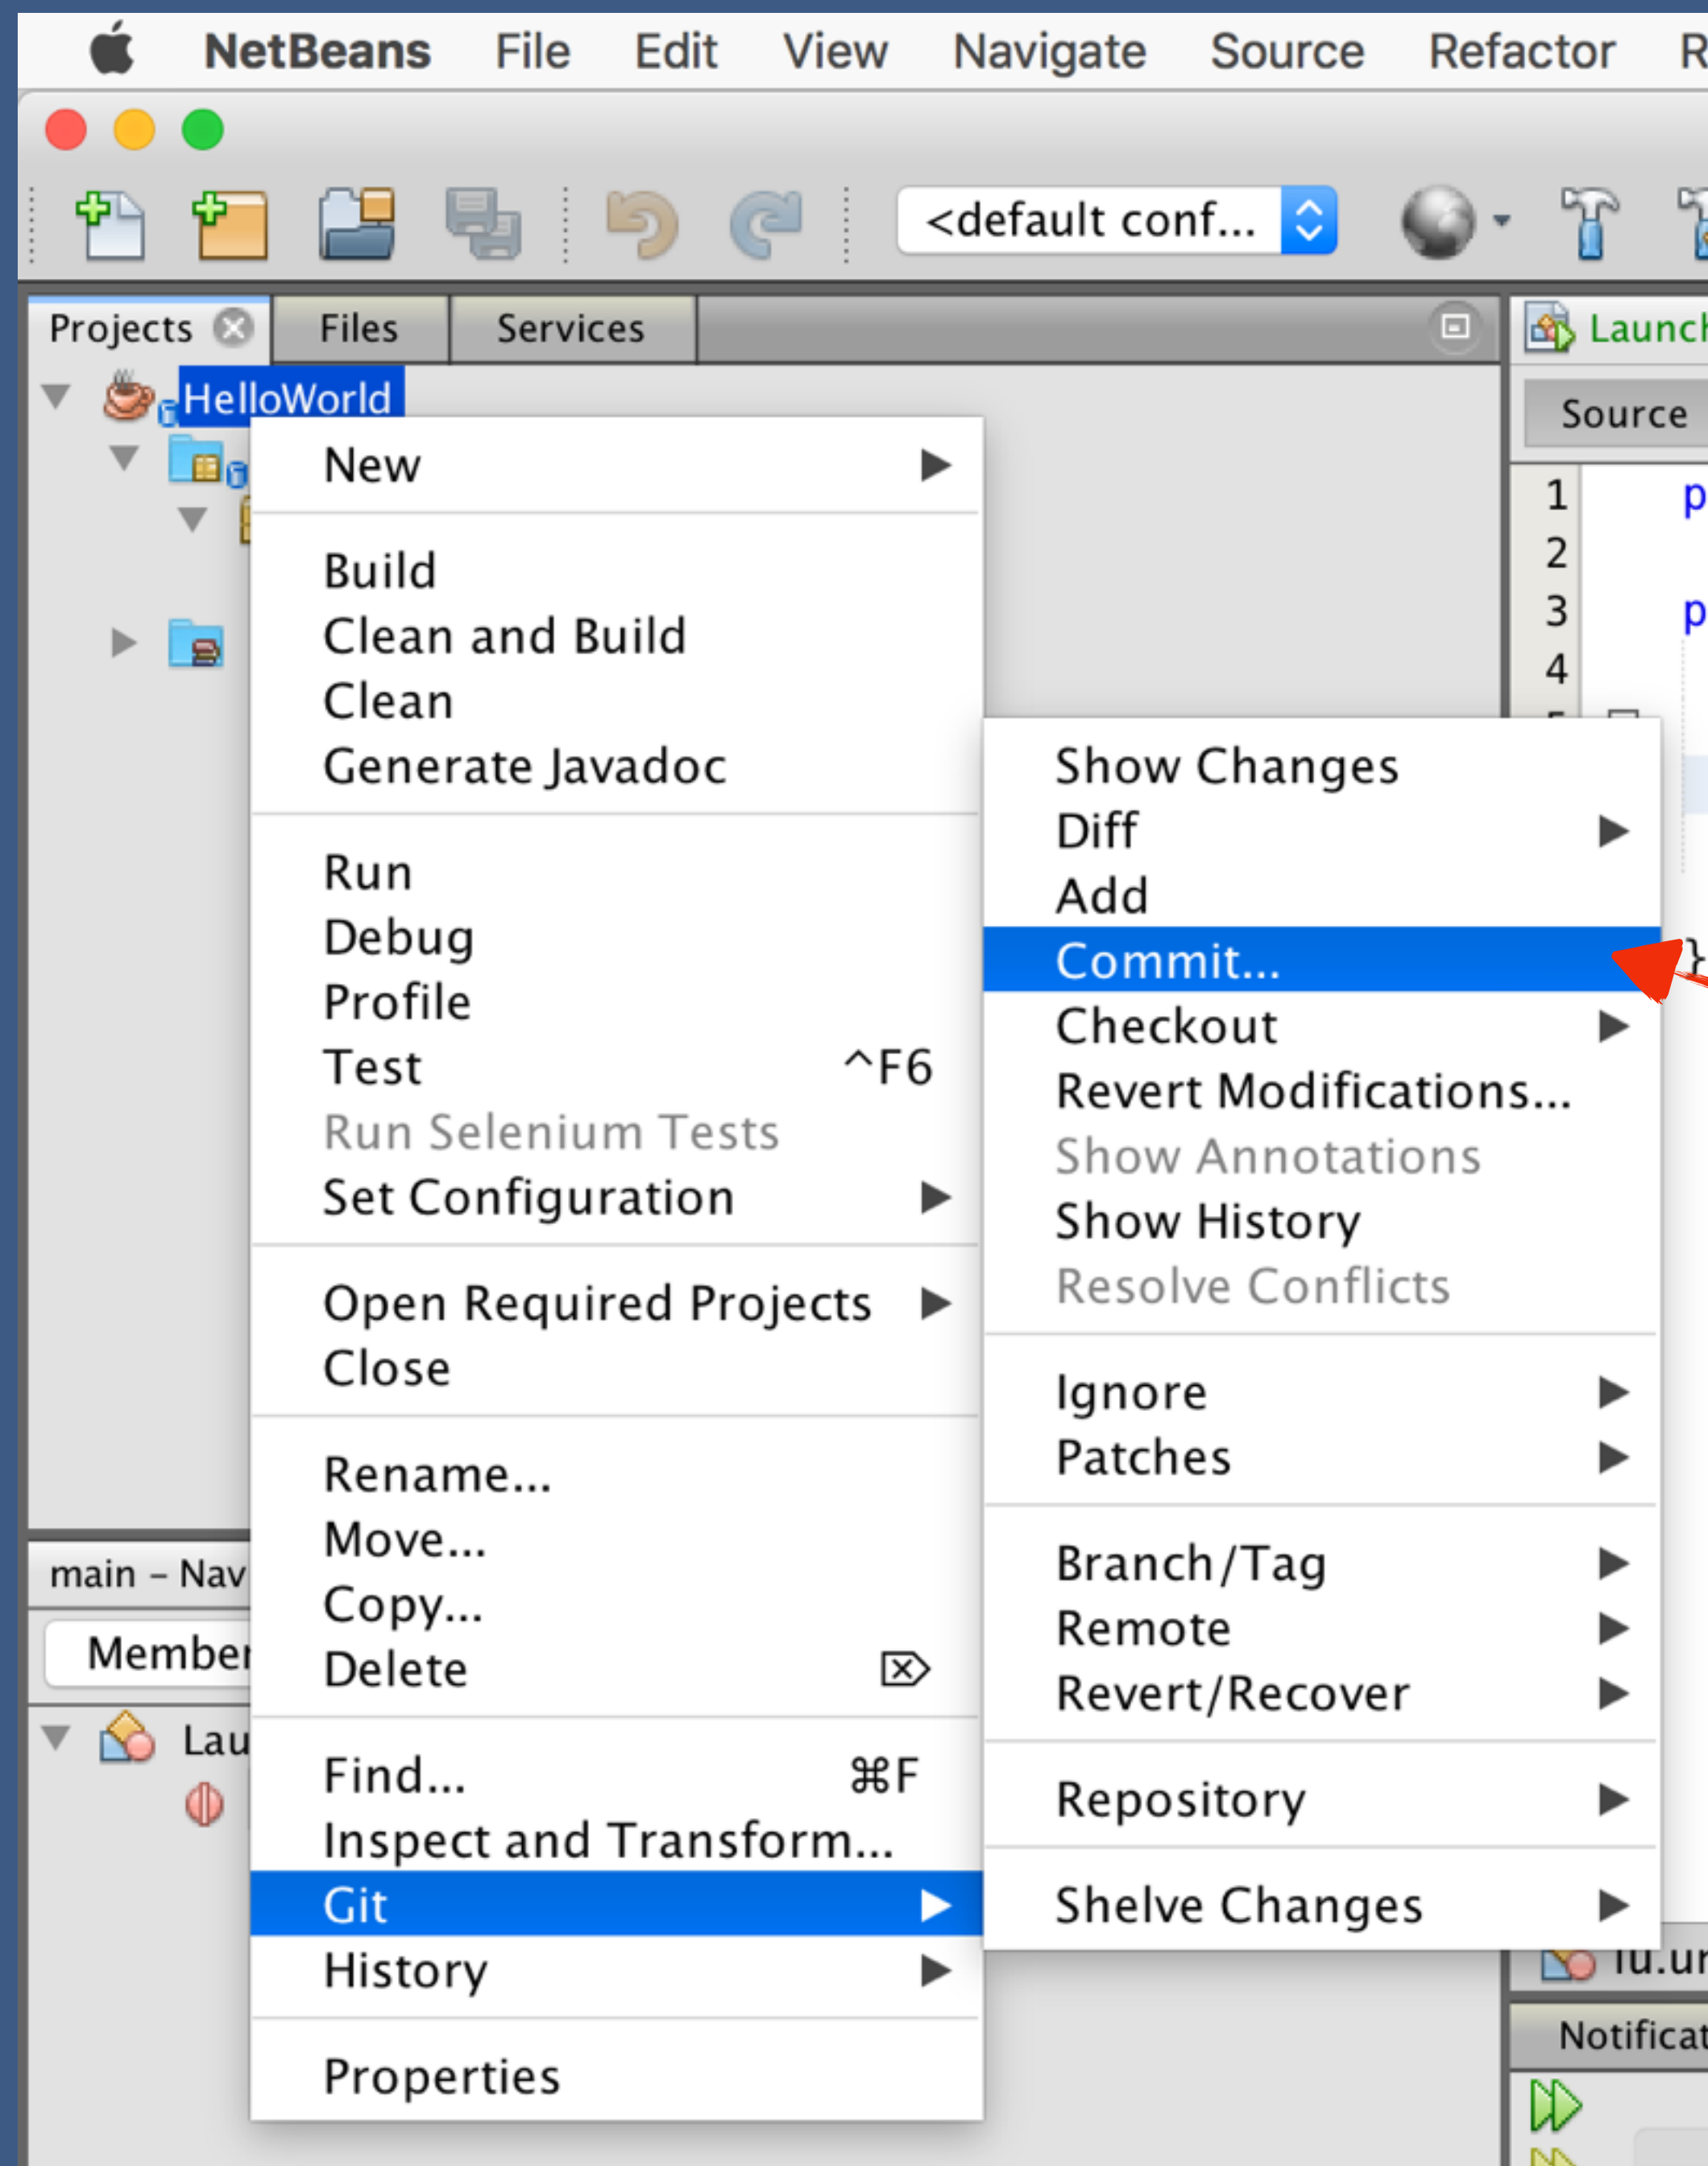 NetBeans File Edit View Navigate Source Refactor
<default conf...
Projects Files Services
HelloWorld
New
Build
Clean and Build
Clean
Generate Javadoc
Run
Debug
Profile
Test ^F6
Run Selenium Tests
Set Configuration
Open Required Projects
Close
Rename...
Move...
Copy...
Delete
Find... ⌘F
Inspect and Transform...
Git
History
Properties
Show Changes
Diff
Add
Commit...
Checkout
Revert Modifications...
Show Annotations
Show History
Resolve Conflicts
Ignore
Patches
Branch/Tag
Remote
Revert/Recover
Repository
Shelve Changes
main – Nav
Member
Lau
Launch
Source
1 p
2
3 p
4
}
Notificat